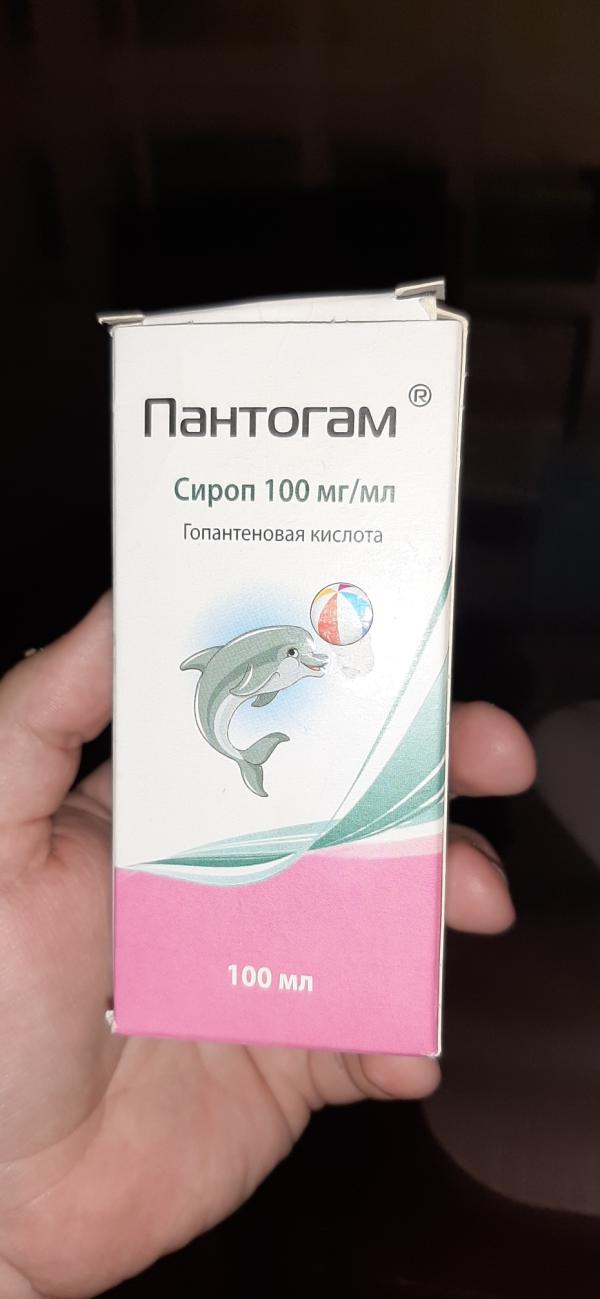 Пантогам ®
Сироп 100 мг/мл
Гопантеновая кислота
100 мл